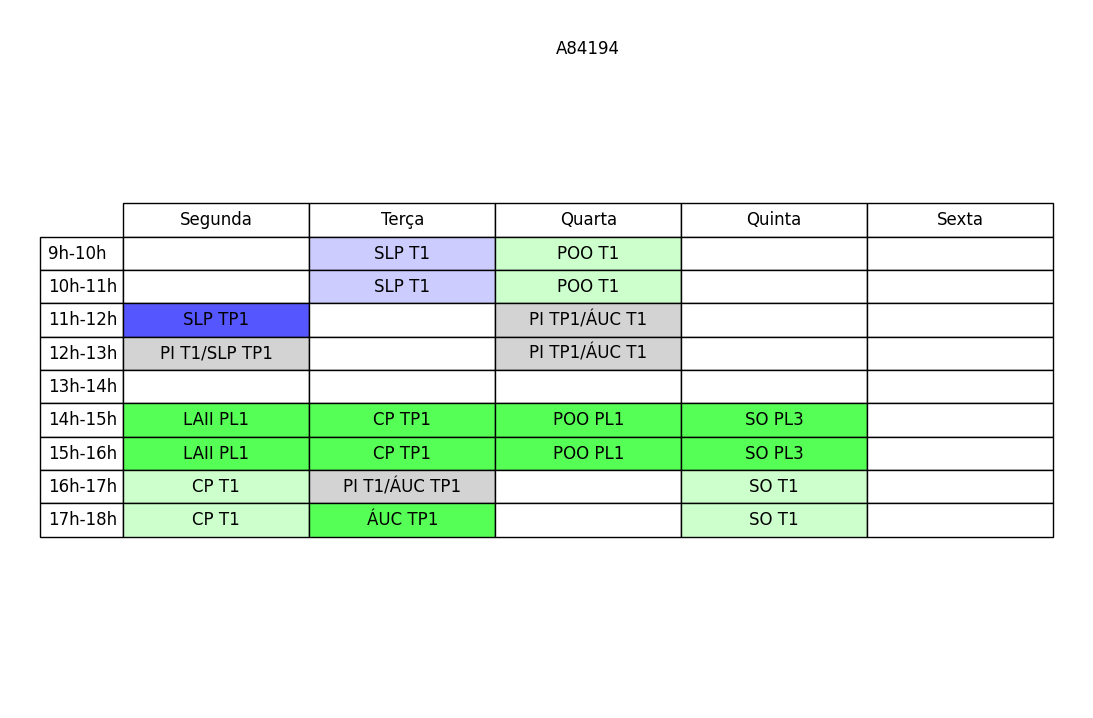 A84194
Segunda Terça Quarta Quinta Sexta
9h-10h SLP T1 POO T1
10h-11h SLP T1 POO T1
11h-12h SLP TP1 PI TP1/ÁUC T1
12h-13h PI T1/SLP TP1 PI TP1/ÁUC T1
13h-14h
14h-15h LAII PL1 CP TP1 POO PL1 SO PL3
15h-16h LAII PL1 CP TP1 POO PL1 SO PL3
16h-17h CP T1 PI T1/ÁUC TP1 SO T1
17h-18h CP T1 ÁUC TP1 SO T1